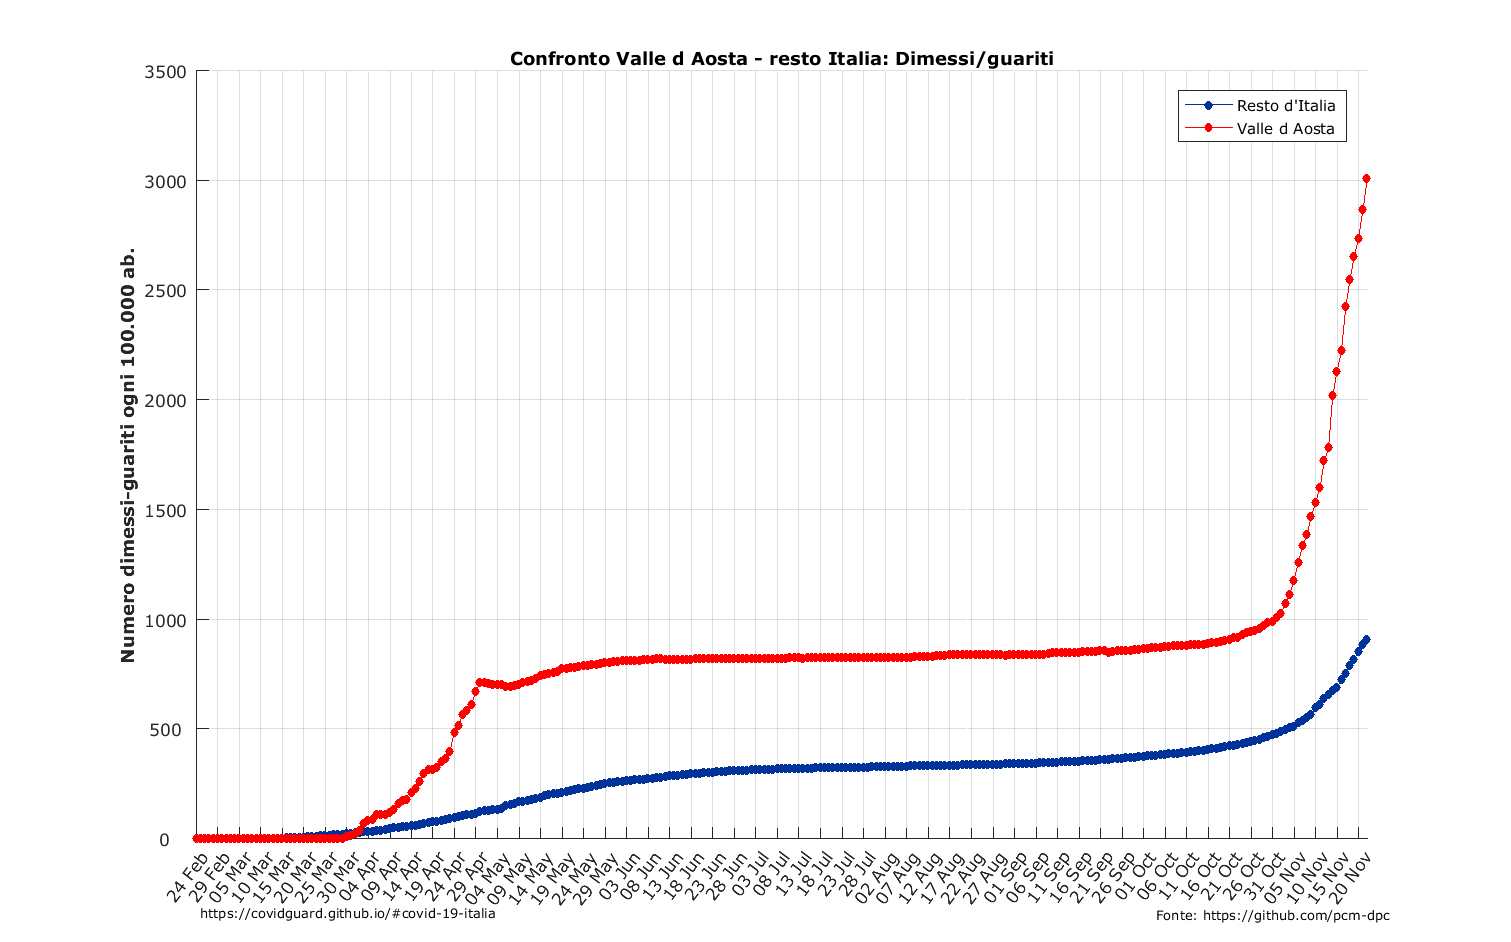 Confronto Valle d Aosta - resto Italia: Dimessi/guariti
Numero dimessi-guariti ogni 100.000 ab.
3500
3000
2500
2000
1500
1000
500
0
Resto d'Italia
Valle d Aosta
24 Feb
29 Feb
05 Mar
10 Mar
15 Mar
20 Mar
25 Mar
30 Mar
04 Apr
09 Apr
14 Apr
19 Apr
24 Apr
29 Apr
04 May
09 May
14 May
19 May
24 May
29 May
03 Jun
08 Jun
13 Jun
18 Jun
23 Jun
28 Jun
03 Jul
08 Jul
13 Jul
18 Jul
23 Jul
28 Jul
02 Aug
07 Aug
12 Aug
17 Aug
22 Aug
27 Aug
01 Sep
06 Sep
11 Sep
16 Sep
21 Sep
26 Sep
01 Oct
06 Oct
11 Oct
16 Oct
21 Oct
26 Oct
31 Oct
05 Nov
10 Nov
15 Nov
20 Nov
https://covidguard.github.io/#covid-19-italia
Fonte: https://github.com/pcm-dpc